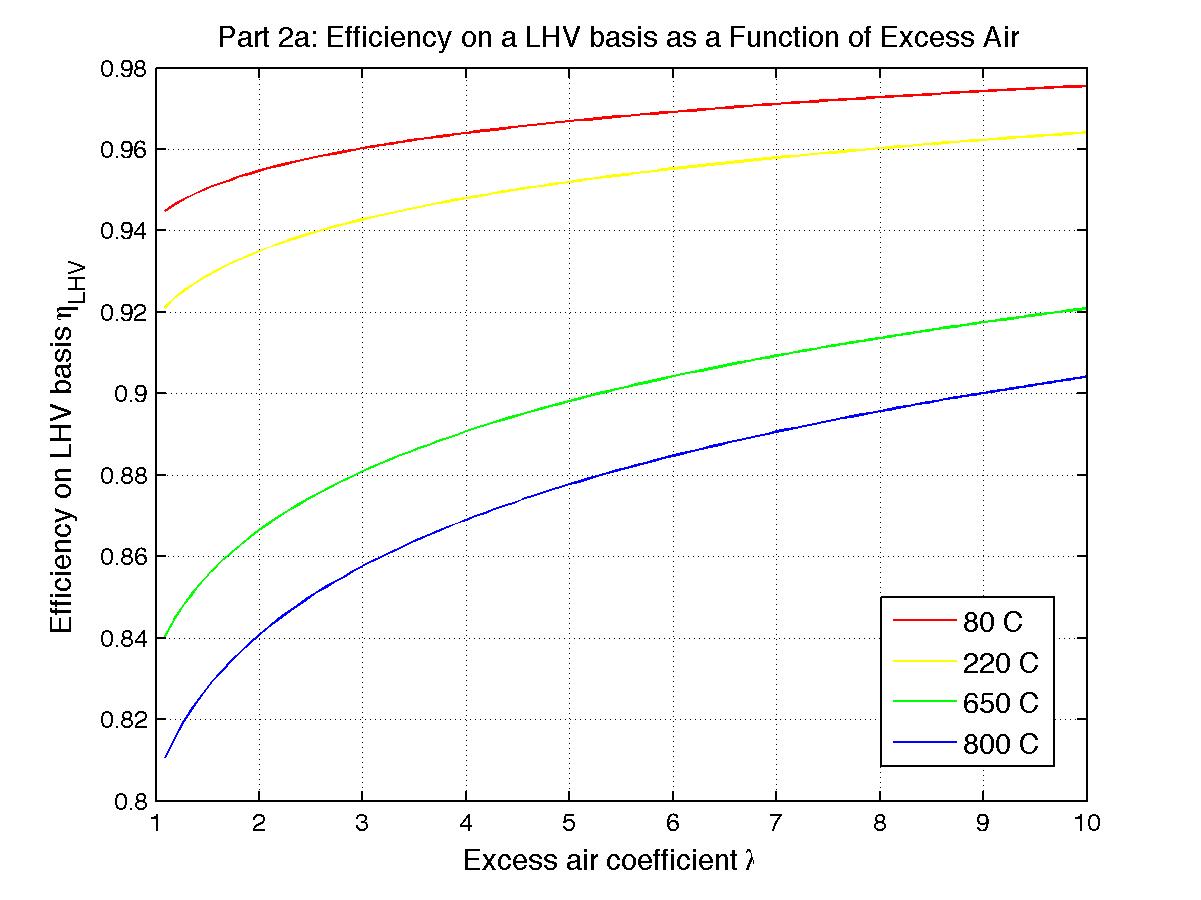 Part 2a: Efficiency on a LHV basis as a Function of Excess Air
Efficiency on LHV basis η_LHV
0.98
0.96
0.94
0.92
0.9
0.88
0.86
0.84
0.82
0.8
1 2 3 4 5 6 7 8 9 10
Excess air coefficient λ
80 C
220 C
650 C
800 C